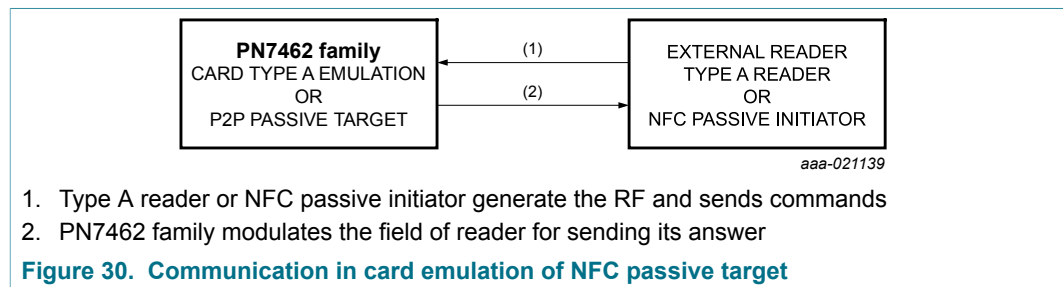 PN7462 family
CARD TYPE A EMULATION
OR
P2P PASSIVE TARGET
(1)
(2)
EXTERNAL READER
TYPE A READER
OR
NFC PASSIVE INITIATOR
aaa-021139
1. Type A reader or NFC passive initiator generate the RF and sends commands
2. PN7462 family modulates the field of reader for sending its answer
Figure 30. Communication in card emulation of NFC passive target